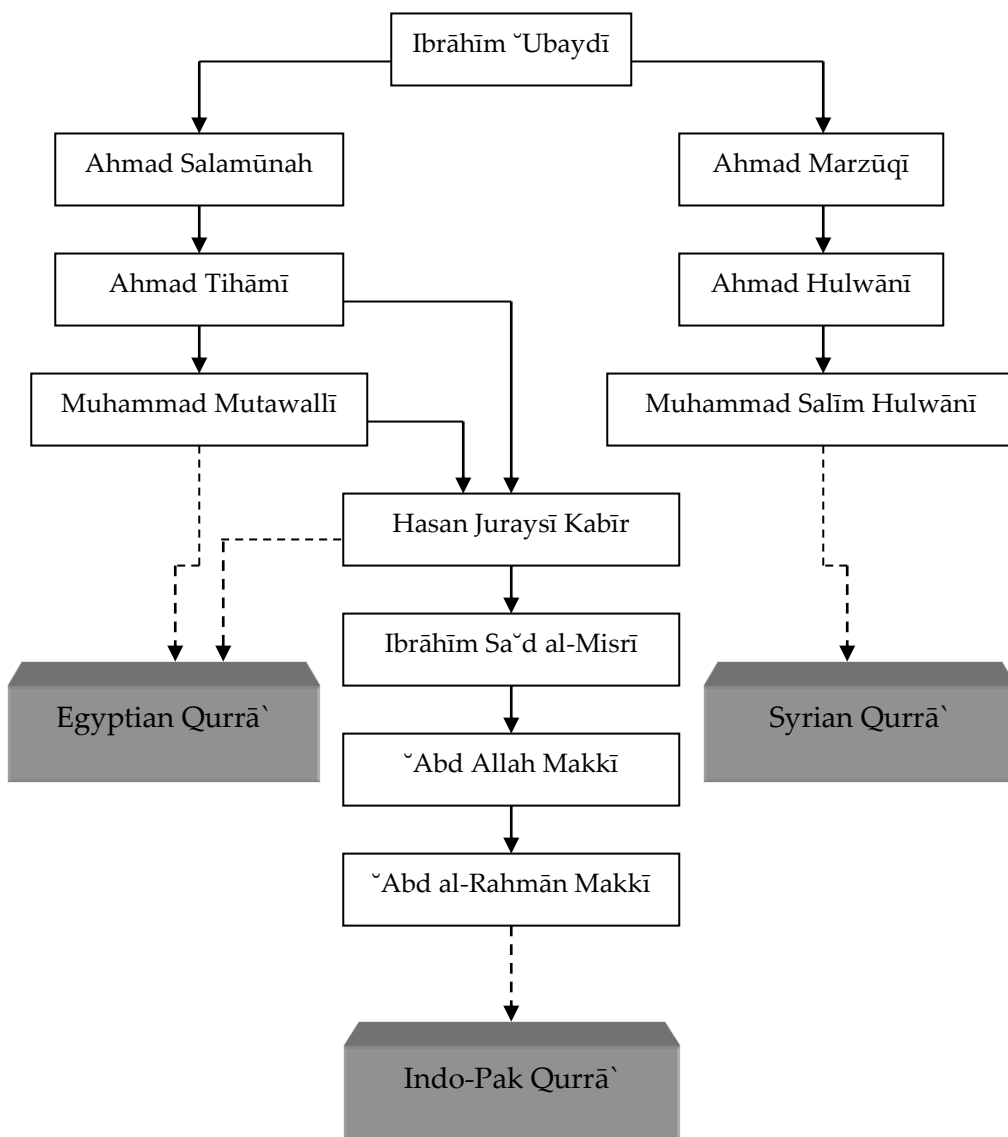 Ibrāhīm ˘Ubaydī
Ahmad Salamūnah
Ahmad Marzūqī
Ahmad Tihāmī
Ahmad Hulwānī
Muhammad Mutawallī
Muhammad Salīm Hulwānī
Hasan Juraysī Kabīr
Ibrāhīm Sa˘d al-Misrī
Egyptian Qurrā`
Syrian Qurrā`
˘Abd Allah Makkī
˘Abd al-Rahmān Makkī
Indo-Pak Qurrā`